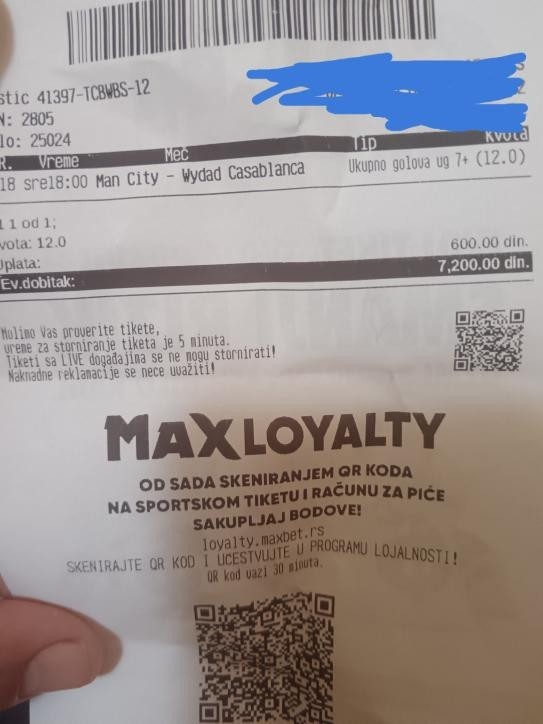 stic 41397-TCBWBS-12
N: 2805
lo: 25024
R. Vreme Meč Tip Kvota
18 sre18:00 Man City - Wydad Casablanca Ukupno golova ug 7+ (12.0)
1 1 od 1;
vota: 12.0
Uplata: 600.00 din.
Ev.dobitak: 7,200.00 din.
Molimo Vas proverite tikete,
vreme za storniranje tiketa je 5 minuta.
Tiketi sa LIVE dogadjajima se ne mogu stornirati!
Naknadne reklamacije se nece uvažiti!
MAXLOYALTY
OD SADA SKENIRANJEM QR KODA
NA SPORTSKOM TIKETU I RAČUNU ZA PIĆE
SAKUPLJAJ BODOVE!
loyalty.maxbet.rs
SKENIRAJTE QR KOD I UCESTVUJTE U PROGRAMU LOJALNOSTI!
QR kod vazi 30 minuta.